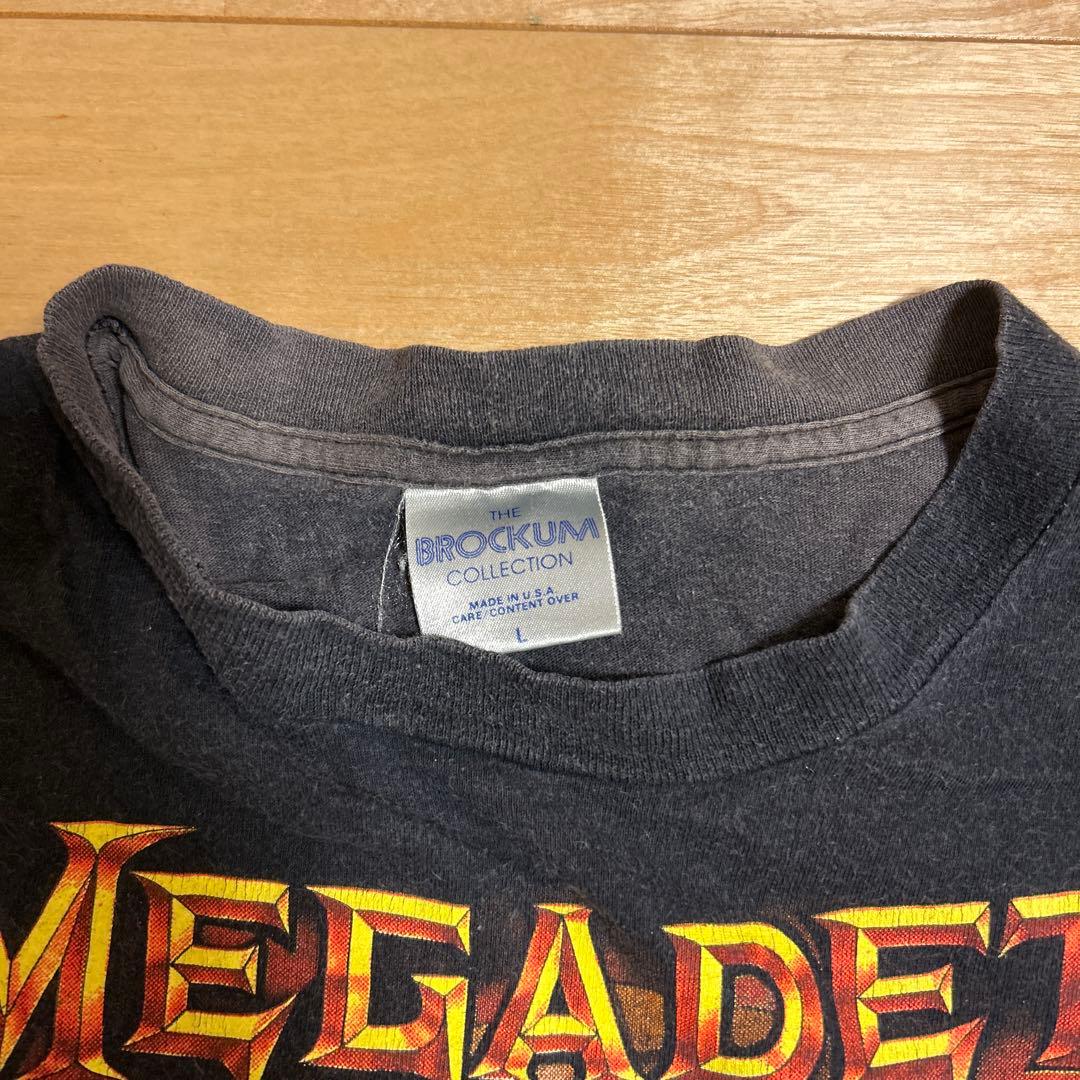 THE
BROCKUM
COLLECTION
MADE IN U.S.A
CARE/CONTENT OVER
L
MEGADET